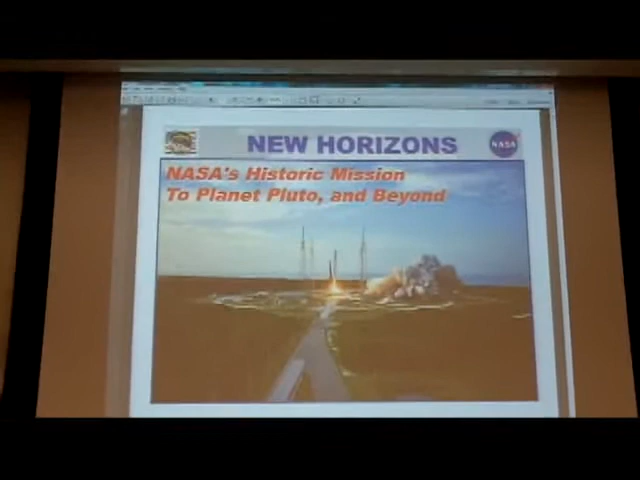 NEW HORIZONS
NASA
NASA's Historic Mission
To Planet Pluto, and Beyond